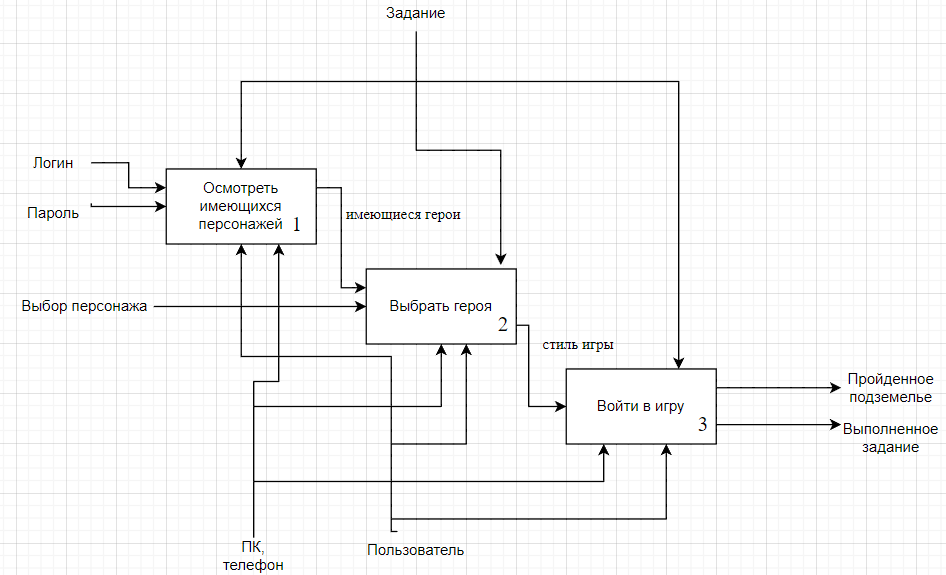 Задание
Логин
Пароль
Осмотреть
имеющихся
персонажей 1
имеющиеся герои
Выбор персонажа
Выбрать героя
2
стиль игры
Войти в игру
3
Пройденное
подземелье
Выполненное
задание
ПК,
телефон
Пользователь